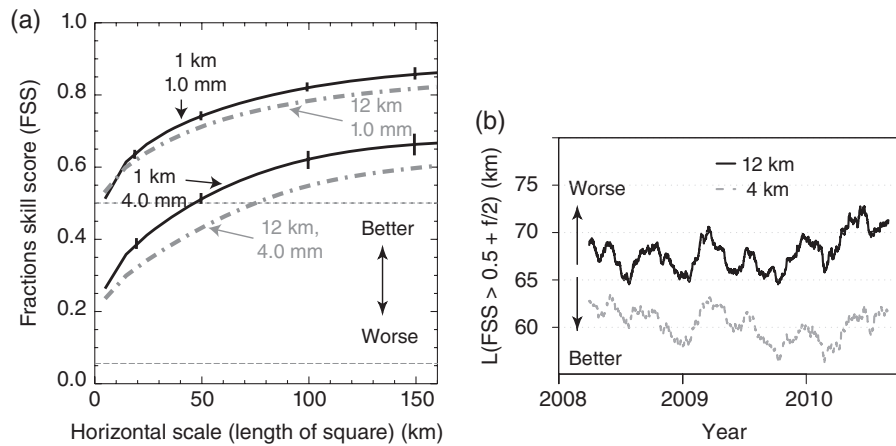 (a)
1.0
0.8
0.6
0.4
0.2
0.0
Fractions skill score (FSS)
1 km
1.0 mm
12 km
1.0 mm
1 km
4.0 mm
12 km,
4.0 mm
Better
Worse
0
50
100
150
Horizontal scale (length of square) (km)
(b)
75
70
65
60
L(FSS > 0.5 + f/2) (km)
12 km
4 km
Worse
Better
2008
2009
2010
Year